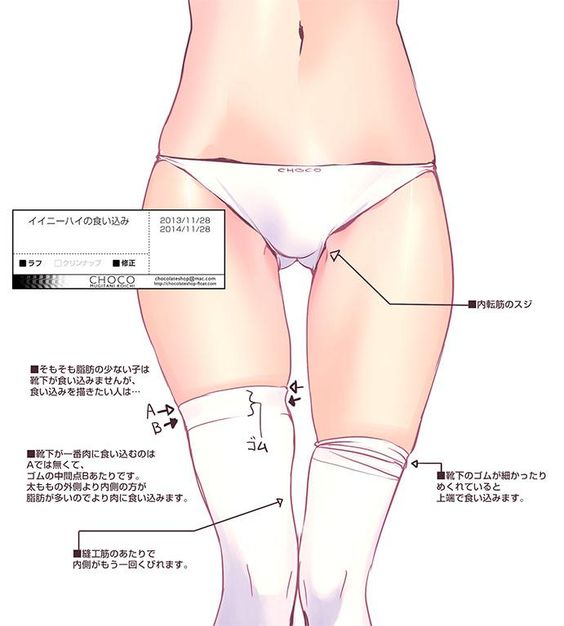 CHOCO
イイニーハイの食い込み
2013/11/28
2014/11/28
■ラフ □クリンナップ ■修正
CHOCO
MUGITANI KOICHI
chocolateshop@mac.com
http://chocolateshop-float.com
■内転筋のスジ
■そもそも脂肪の少ない子は
靴下が食い込みませんが、
食い込みを描きたい人は…
A
B
ゴム
■靴下が一番肉に食い込むのは
Aでは無くて、
ゴムの中間点Bあたりです。
太ももの外側より内側の方が
脂肪が多いのでより肉に食い込みます。
■靴下のゴムが細かったり
めくれていると
上端で食い込みます。
■縫工筋のあたりで
内側がもう一回くびれます。